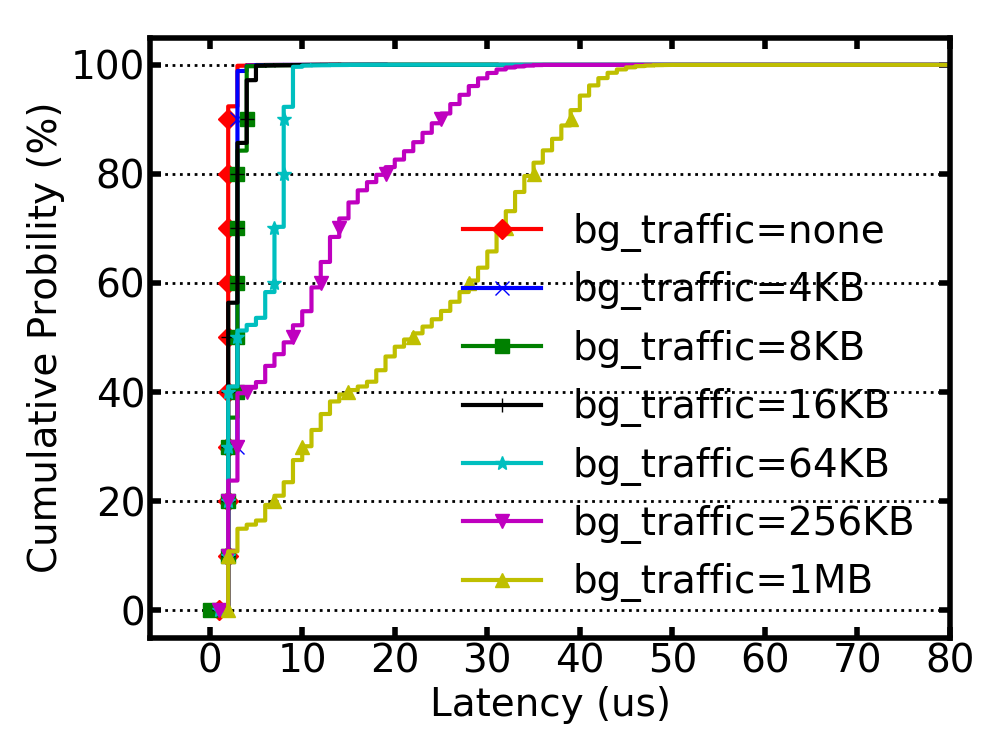 100
80
60
40
20
0
Cumulative Probility (%)
bg_traffic=none
bg_traffic=4KB
bg_traffic=8KB
bg_traffic=16KB
bg_traffic=64KB
bg_traffic=256KB
bg_traffic=1MB
0 10 20 30 40 50 60 70 80
Latency (us)